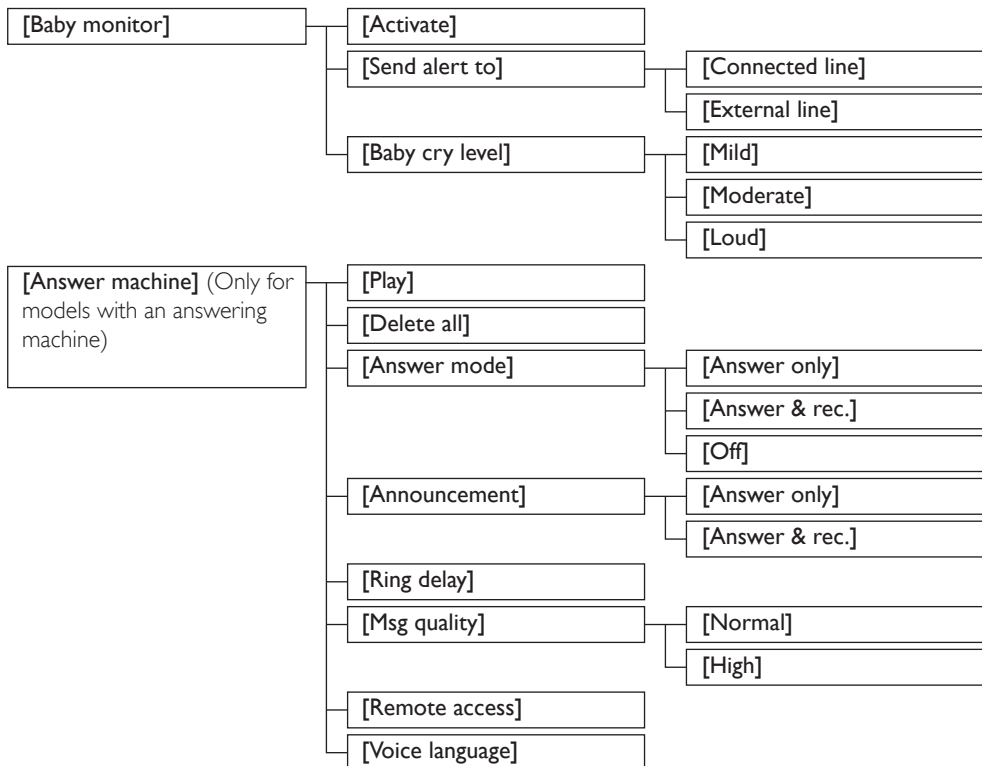 [Baby monitor]
[Activate]
[Send alert to]
[Connected line]
[External line]
[Baby cry level]
[Mild]
[Moderate]
[Loud]
[Answer machine] (Only for
models with an answering
machine)
[Play]
[Delete all]
[Answer mode]
[Answer only]
[Answer & rec.]
[Off]
[Announcement]
[Answer only]
[Answer & rec.]
[Ring delay]
[Msg quality]
[Normal]
[High]
[Remote access]
[Voice language]